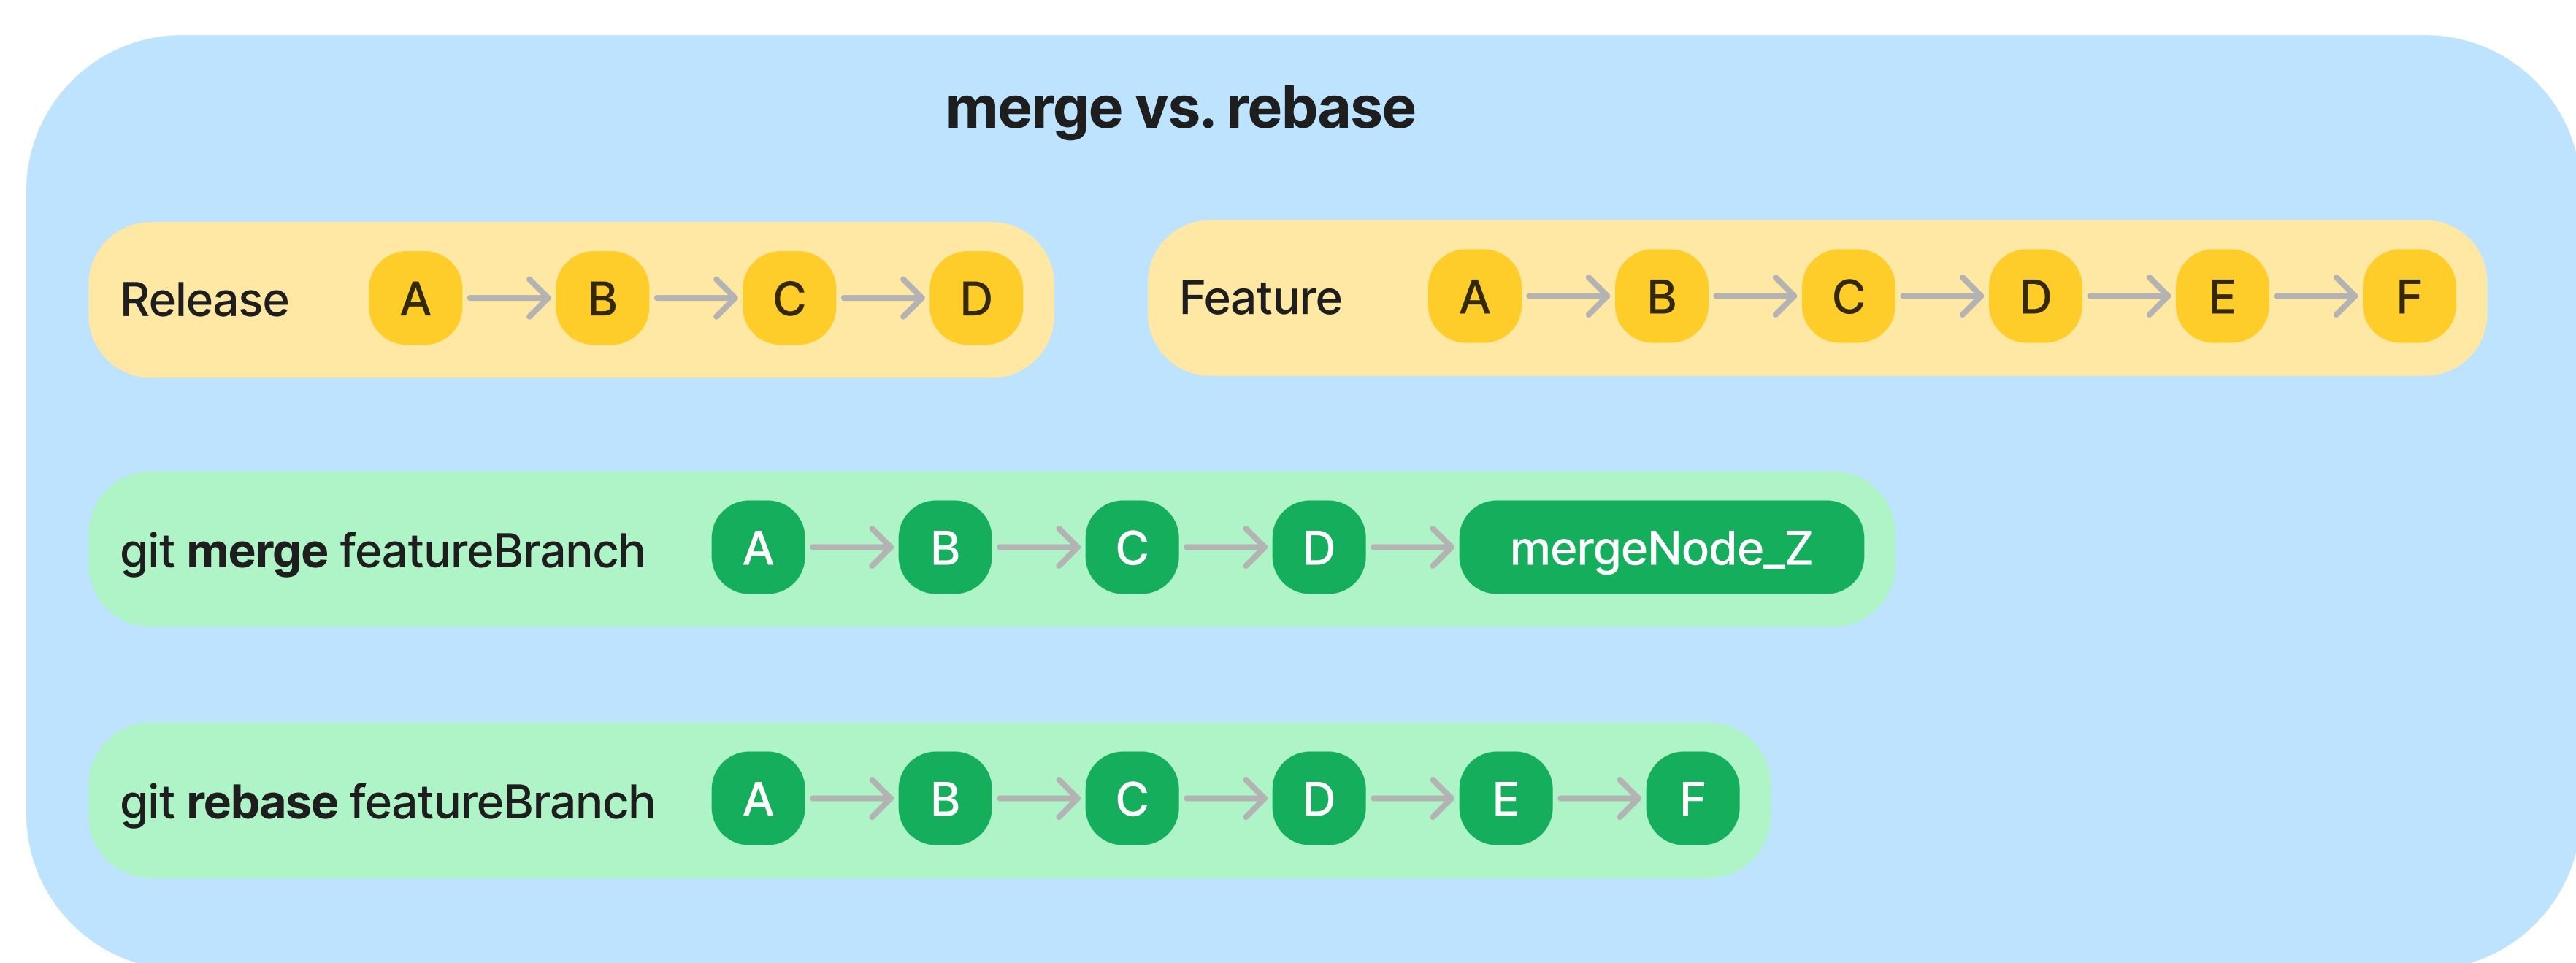 merge vs. rebase
Release A B C D
Feature A B C D E F
git merge featureBranch A B C D mergeNode_Z
git rebase featureBranch A B C D E F